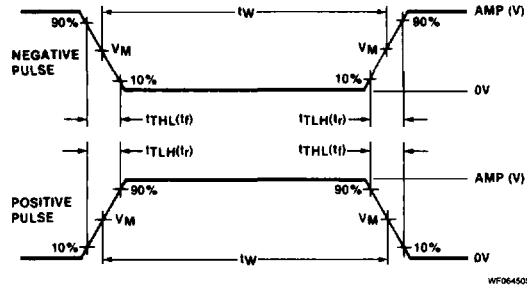 tW
AMP (V)
90%
90%
NEGATIVE
PULSE
VM
VM
10%
10%
0V
tTHL(tf)
tTLH(tr)
tTLH(tr)
tTHL(tf)
AMP (V)
90%
90%
POSITIVE
PULSE
VM
VM
10%
10%
tW
0V